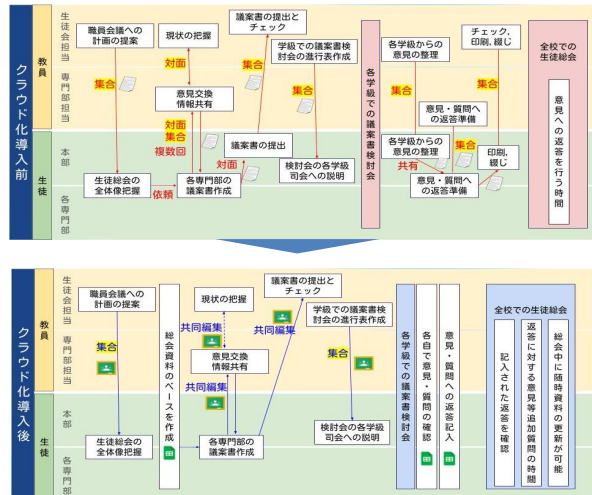 クラウド化導入前
教員
生徒
生徒会担当
専門部担当
本部
各専門部
職員会議への
計画の提案
現状の把握
議案書の提出と
チェック
学級での議案書検
討会の進行表作成
集合
対面
集合
集合
意見交換
情報共有
対面
集合
複数回
議案書の提出
対面
生徒総会の
全体像把握
依頼
各専門部の
議案書作成
検討会の各学級
司会への説明
各学級での議案書検討会
各学級からの
意見の整理
チェック,
印刷, 綴じ
集合
意見・質問への
返答準備
各学級からの
意見の整理
集合
共有
印刷,
綴じ
意見・質問
への返答準備
全校での
生徒総会
意見への返答を行う時間
クラウド化導入後
教員
生徒
生徒会担当
専門部担当
本部
各専門部
職員会議への
計画の提案
集合
生徒総会の
全体像把握
総会資料のベースを作成
現状の把握
議案書の提出と
チェック
共同編集
共同編集
意見交換
情報共有
共同編集
各専門部の
議案書作成
学級での議案書検
討会の進行表作成
集合
検討会の各学級
司会への説明
各学級での議案書検討会
各自で意見・質問の確認
意見・質問への返答記入
全校での生徒総会
記入された返答を確認
返答に対する意見等追加質問の時間
総会中に随時資料の更新が可能